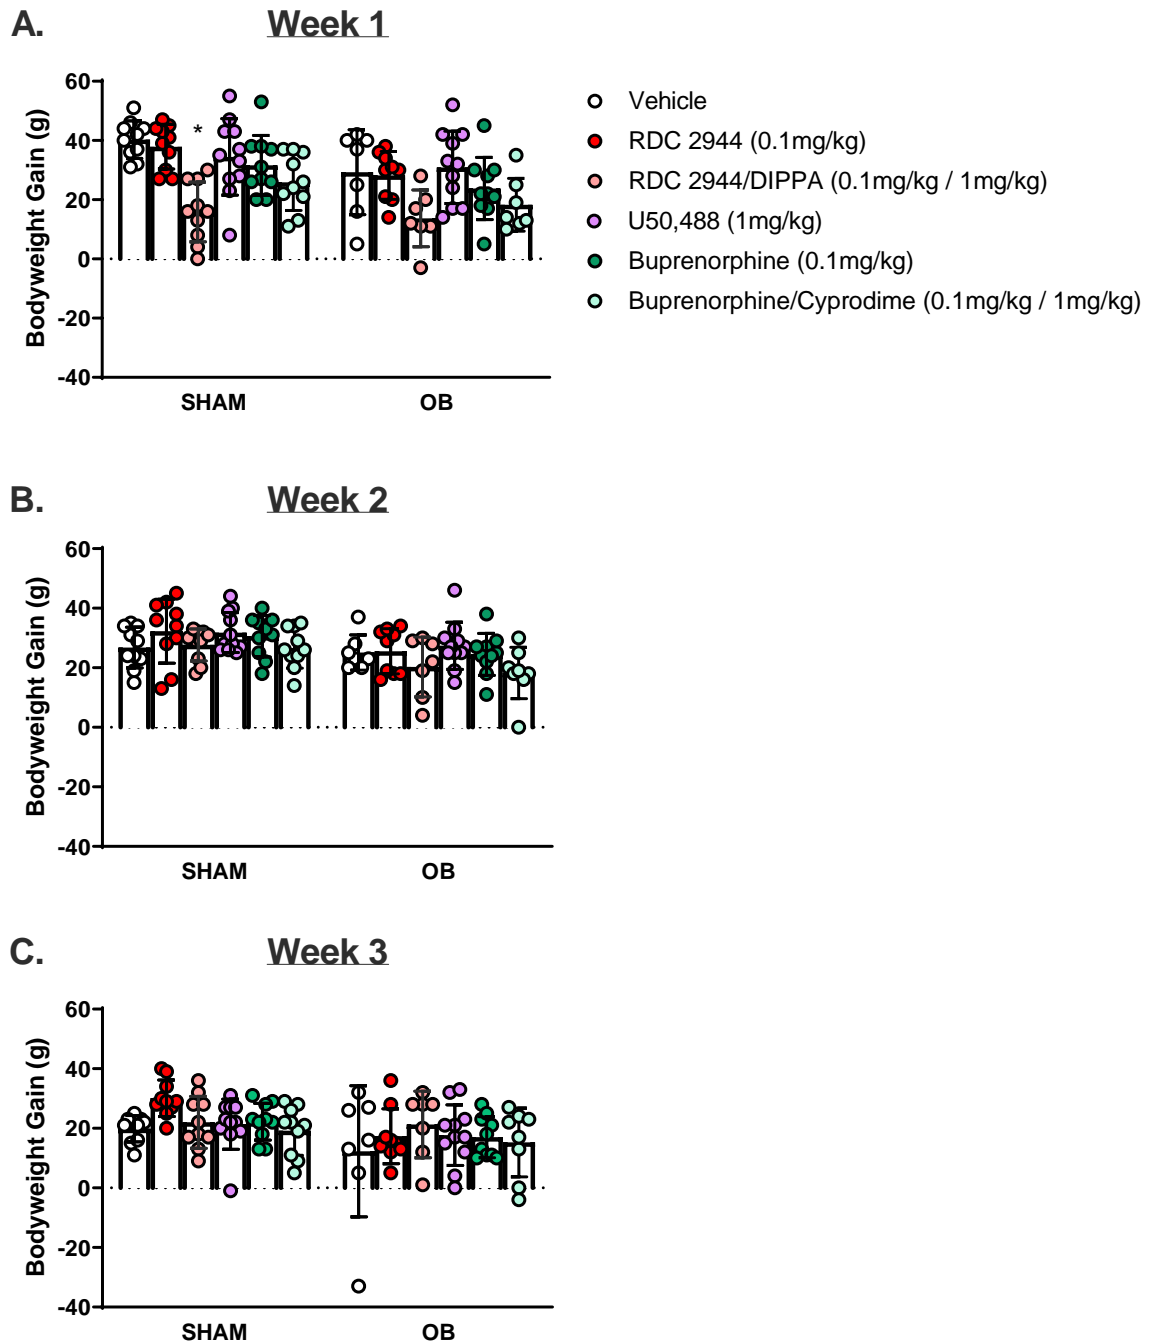 A.
Week 1
Bodyweight Gain (g)
60
40
20
0
-20
-40
*
SHAM
OB
Vehicle
RDC 2944 (0.1mg/kg)
RDC 2944/DIPPA (0.1mg/kg / 1mg/kg)
U50,488 (1mg/kg)
Buprenorphine (0.1mg/kg)
Buprenorphine/Cyprodime (0.1mg/kg / 1mg/kg)
B.
Week 2
Bodyweight Gain (g)
60
40
20
0
-20
-40
SHAM
OB
C.
Week 3
Bodyweight Gain (g)
60
40
20
0
-20
-40
SHAM
OB